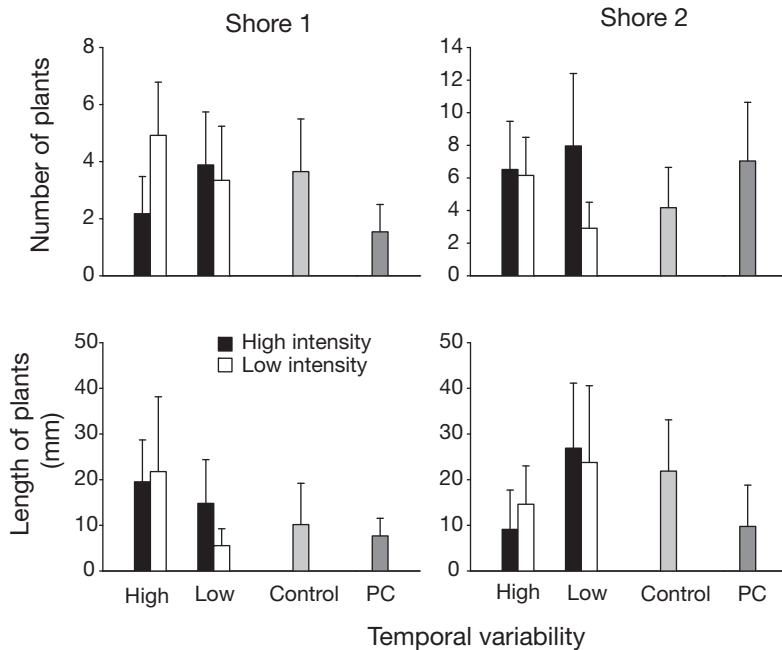 Shore 1
Shore 2
Number of plants
8
6
4
2
0
14
12
10
8
6
4
2
0
Length of plants
(mm)
50
40
30
20
10
0
High intensity
Low intensity
50
40
30
20
10
0
High Low Control PC
High Low Control PC
Temporal variability